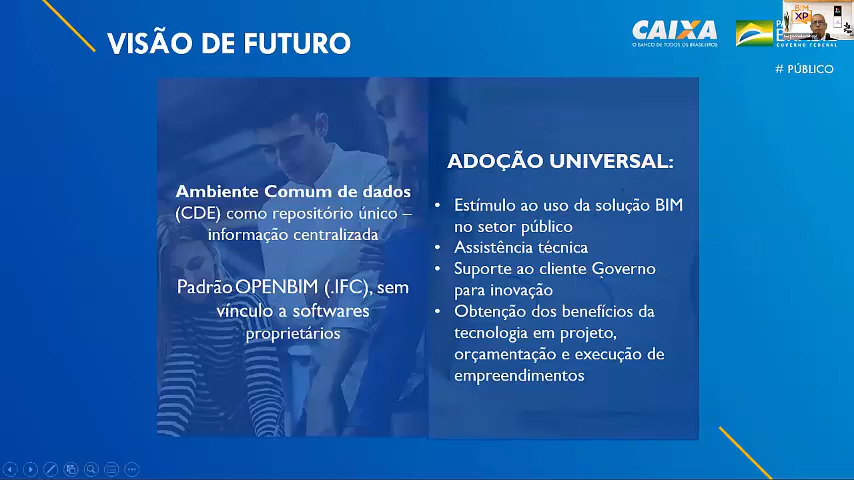 VISÃO DE FUTURO
CAIXA
O BANCO DE TODOS OS BRASILEIROS
GOVERNO FEDERAL
BIM
XP
# PÚBLICO
Ambiente Comum de dados
(CDE) como repositório único –
informação centralizada
Padrão OPENBIM (.IFC), sem
vínculo a softwares
proprietários
ADOÇÃO UNIVERSAL:
• Estímulo ao uso da solução BIM
no setor público
• Assistência técnica
• Suporte ao cliente Governo
para inovação
• Obtenção dos benefícios da
tecnologia em projeto,
orçamentação e execução de
empreendimentos